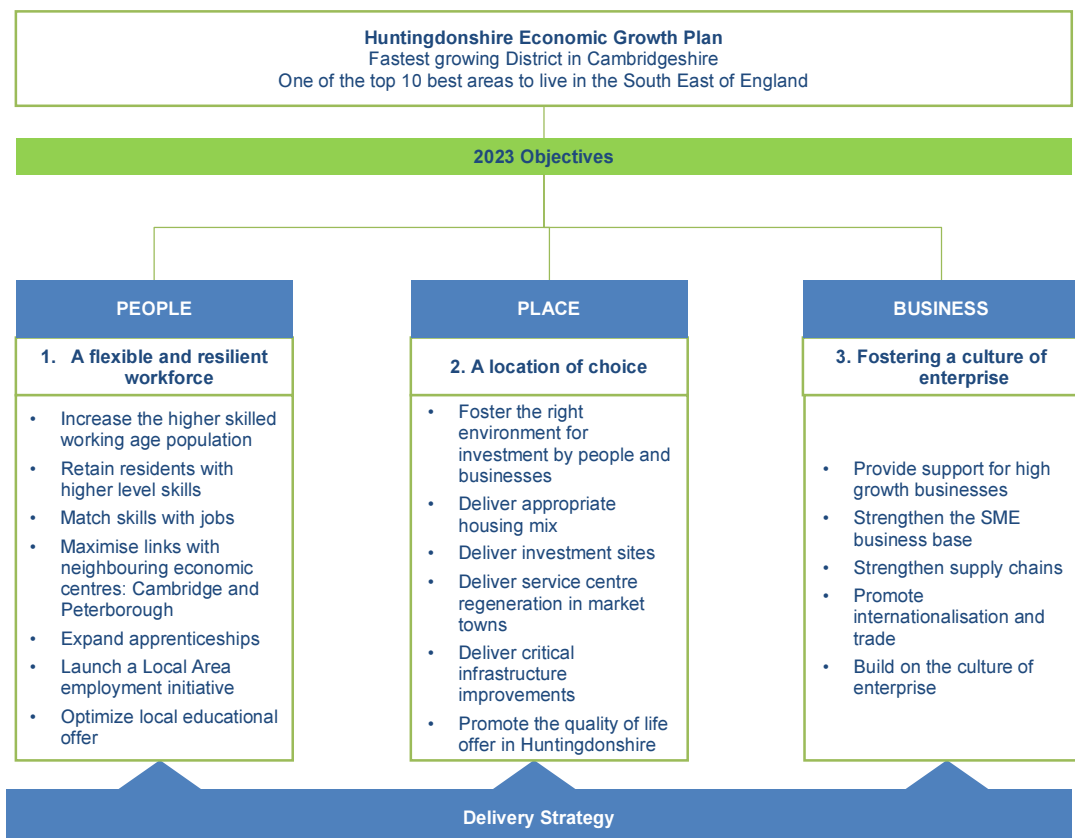 Huntingdonshire Economic Growth Plan
Fastest growing District in Cambridgeshire
One of the top 10 best areas to live in the South East of England
2023 Objectives
PEOPLE
1. A flexible and resilient
workforce
• Increase the higher skilled
working age population
• Retain residents with
higher level skills
• Match skills with jobs
• Maximise links with
neighbouring economic
centres: Cambridge and
Peterborough
• Expand apprenticeships
• Launch a Local Area
employment initiative
• Optimize local educational
offer
PLACE
2. A location of choice
• Foster the right
environment for
investment by people and
businesses
• Deliver appropriate
housing mix
• Deliver investment sites
• Deliver service centre
regeneration in market
towns
• Deliver critical
infrastructure
improvements
• Promote the quality of life
offer in Huntingdonshire
BUSINESS
3. Fostering a culture of
enterprise
• Provide support for high
growth businesses
• Strengthen the SME
business base
• Strengthen supply chains
• Promote
internationalisation and
trade
• Build on the culture of
enterprise
Delivery Strategy